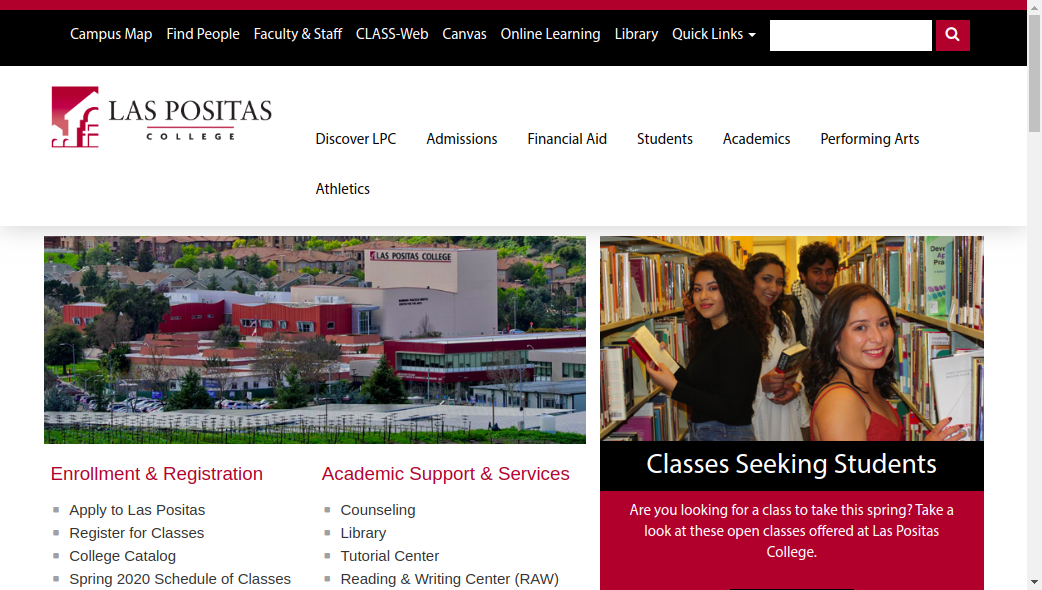 Campus Map Find People Faculty & Staff CLASS-Web Canvas Online Learning Library Quick Links
LAS POSITAS
COLLEGE
Discover LPC Admissions Financial Aid Students Academics Performing Arts
Athletics
LAS POSITAS COLLEGE
Classes Seeking Students
Are you looking for a class to take this spring? Take a
look at these open classes offered at Las Positas
College.
Enrollment & Registration
Apply to Las Positas
Register for Classes
College Catalog
Spring 2020 Schedule of Classes
Academic Support & Services
Counseling
Library
Tutorial Center
Reading & Writing Center (RAW)